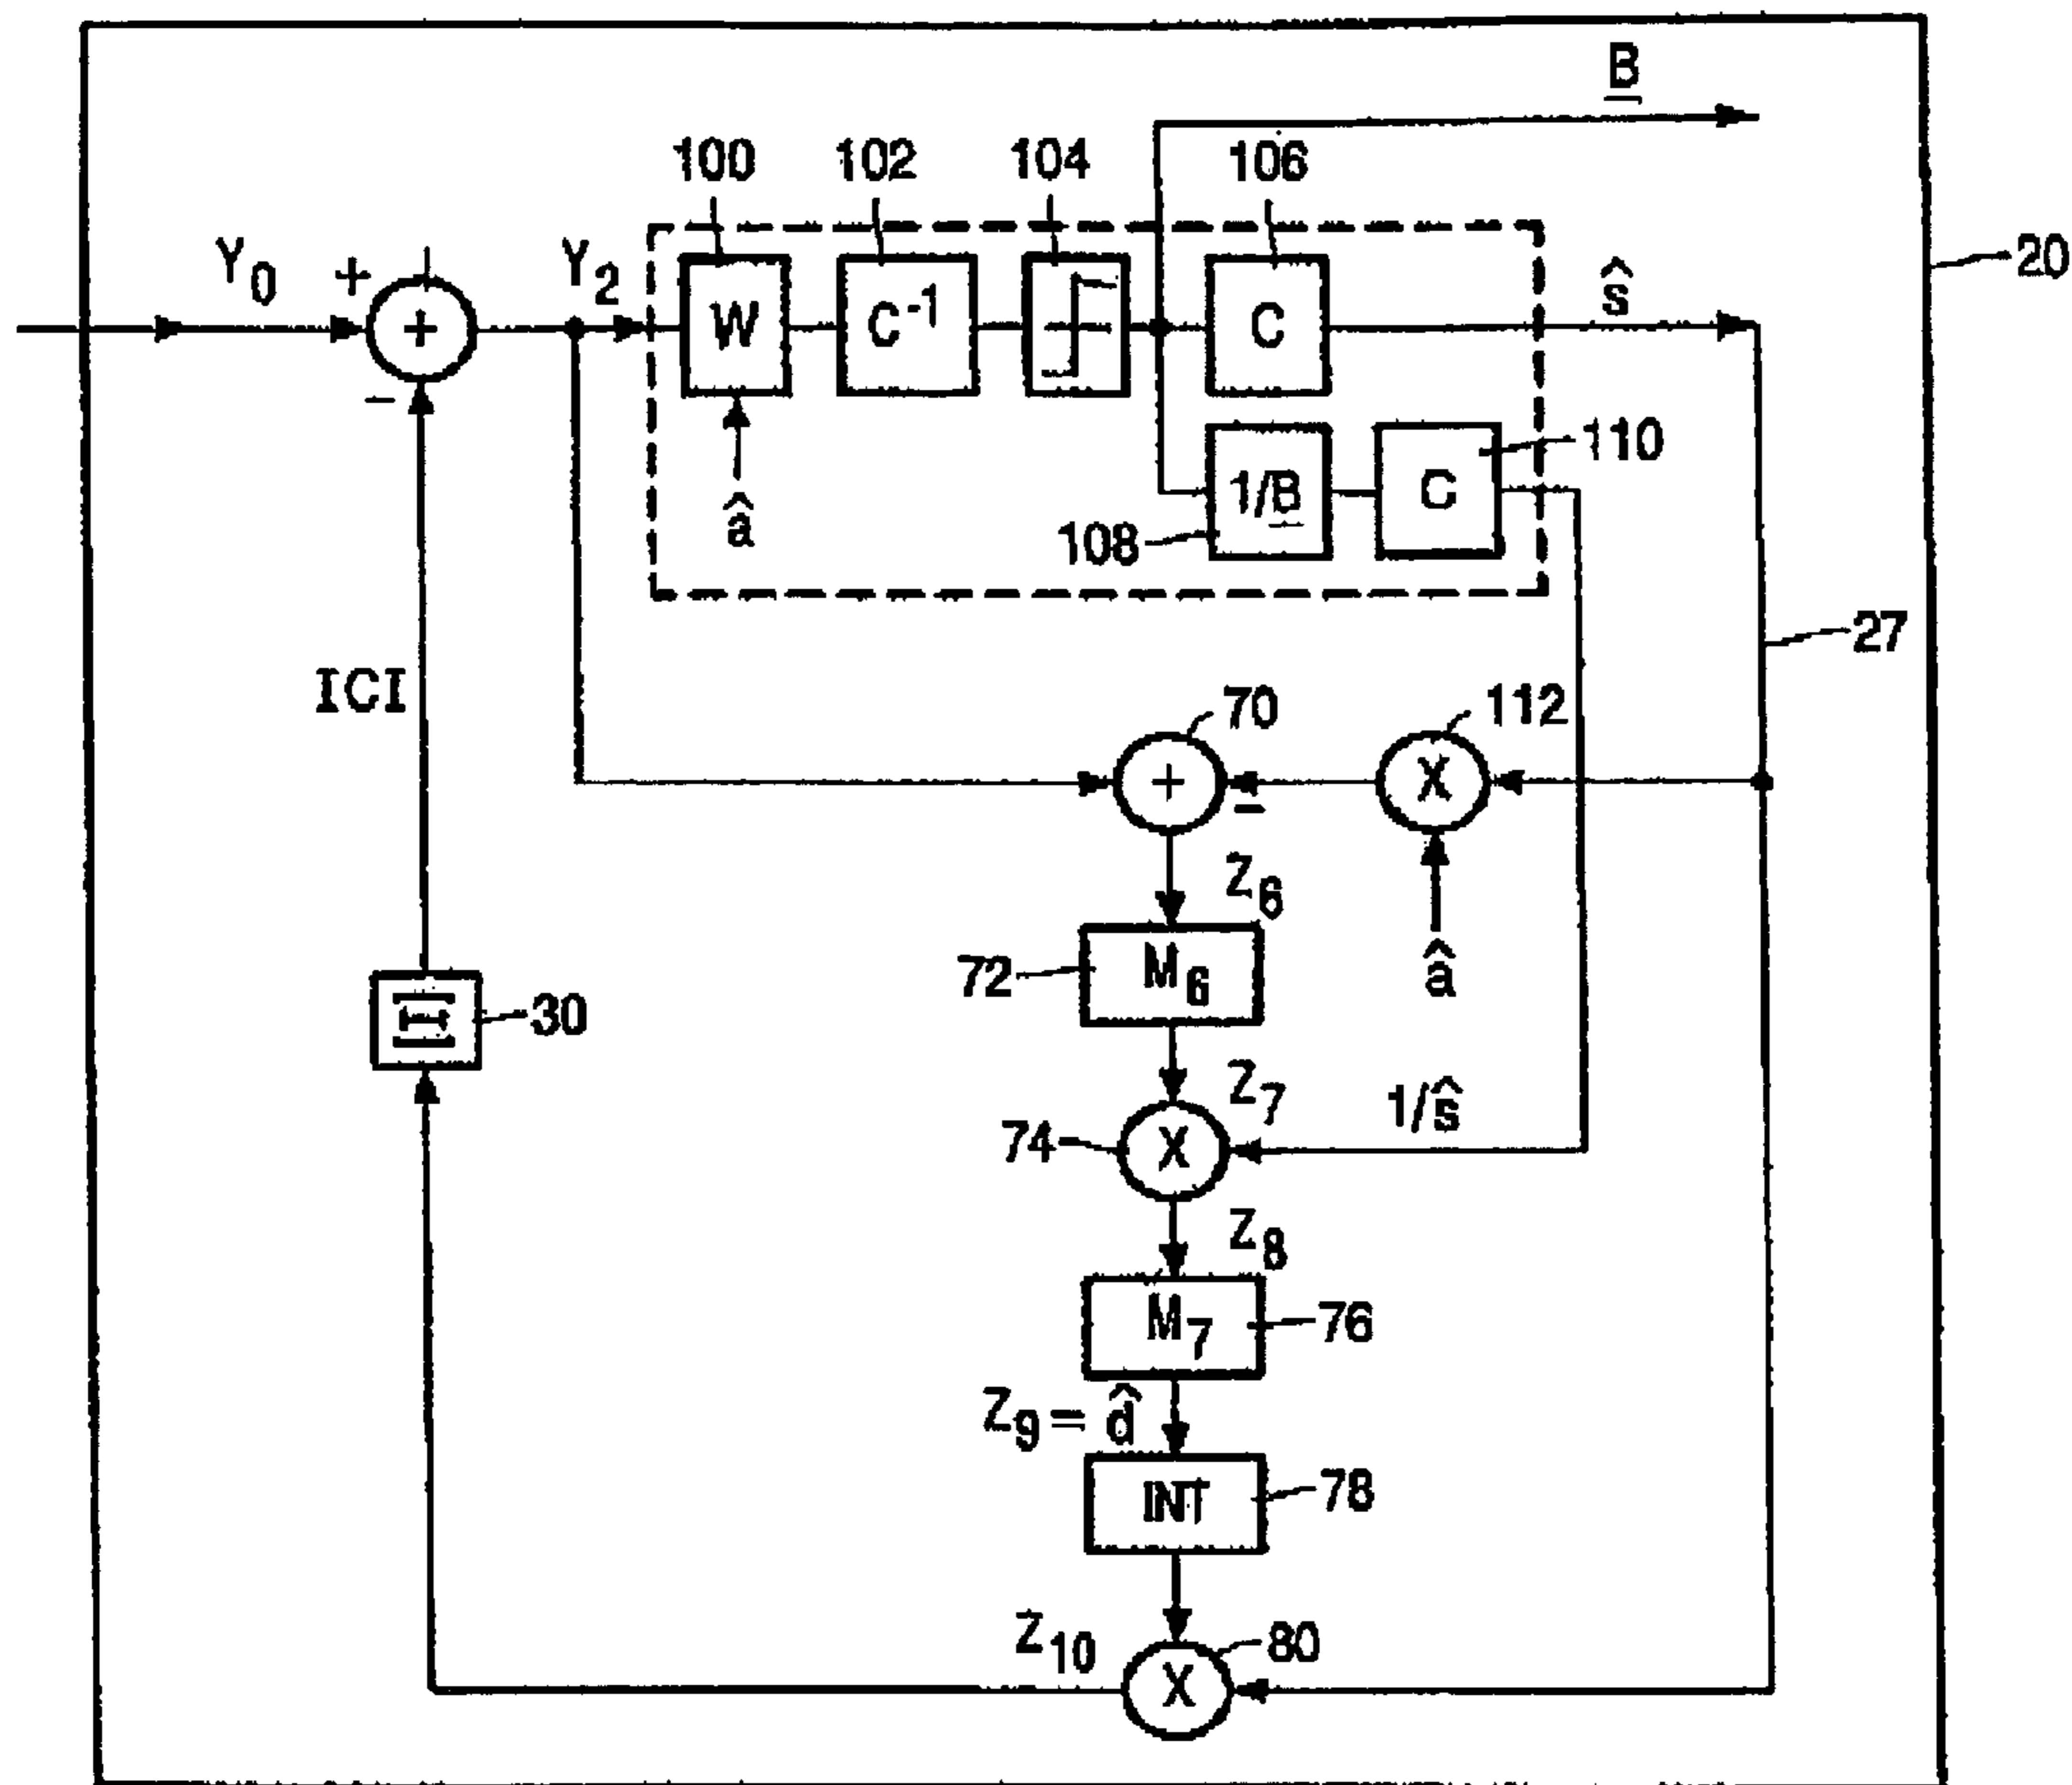 B
100 102 104 106
Y₀ + Y₂ ŝ 20
+ W C⁻¹ C
-
â 1/B C 110
108
27
ICI
70 112
+ - X
Z₆
72 M₆ â
Ξ 30
Z₇ 1/ŝ
74 X
Z₈
M₇ 76
Z₉ = d̂
INT 78
Z₁₀ 80
X